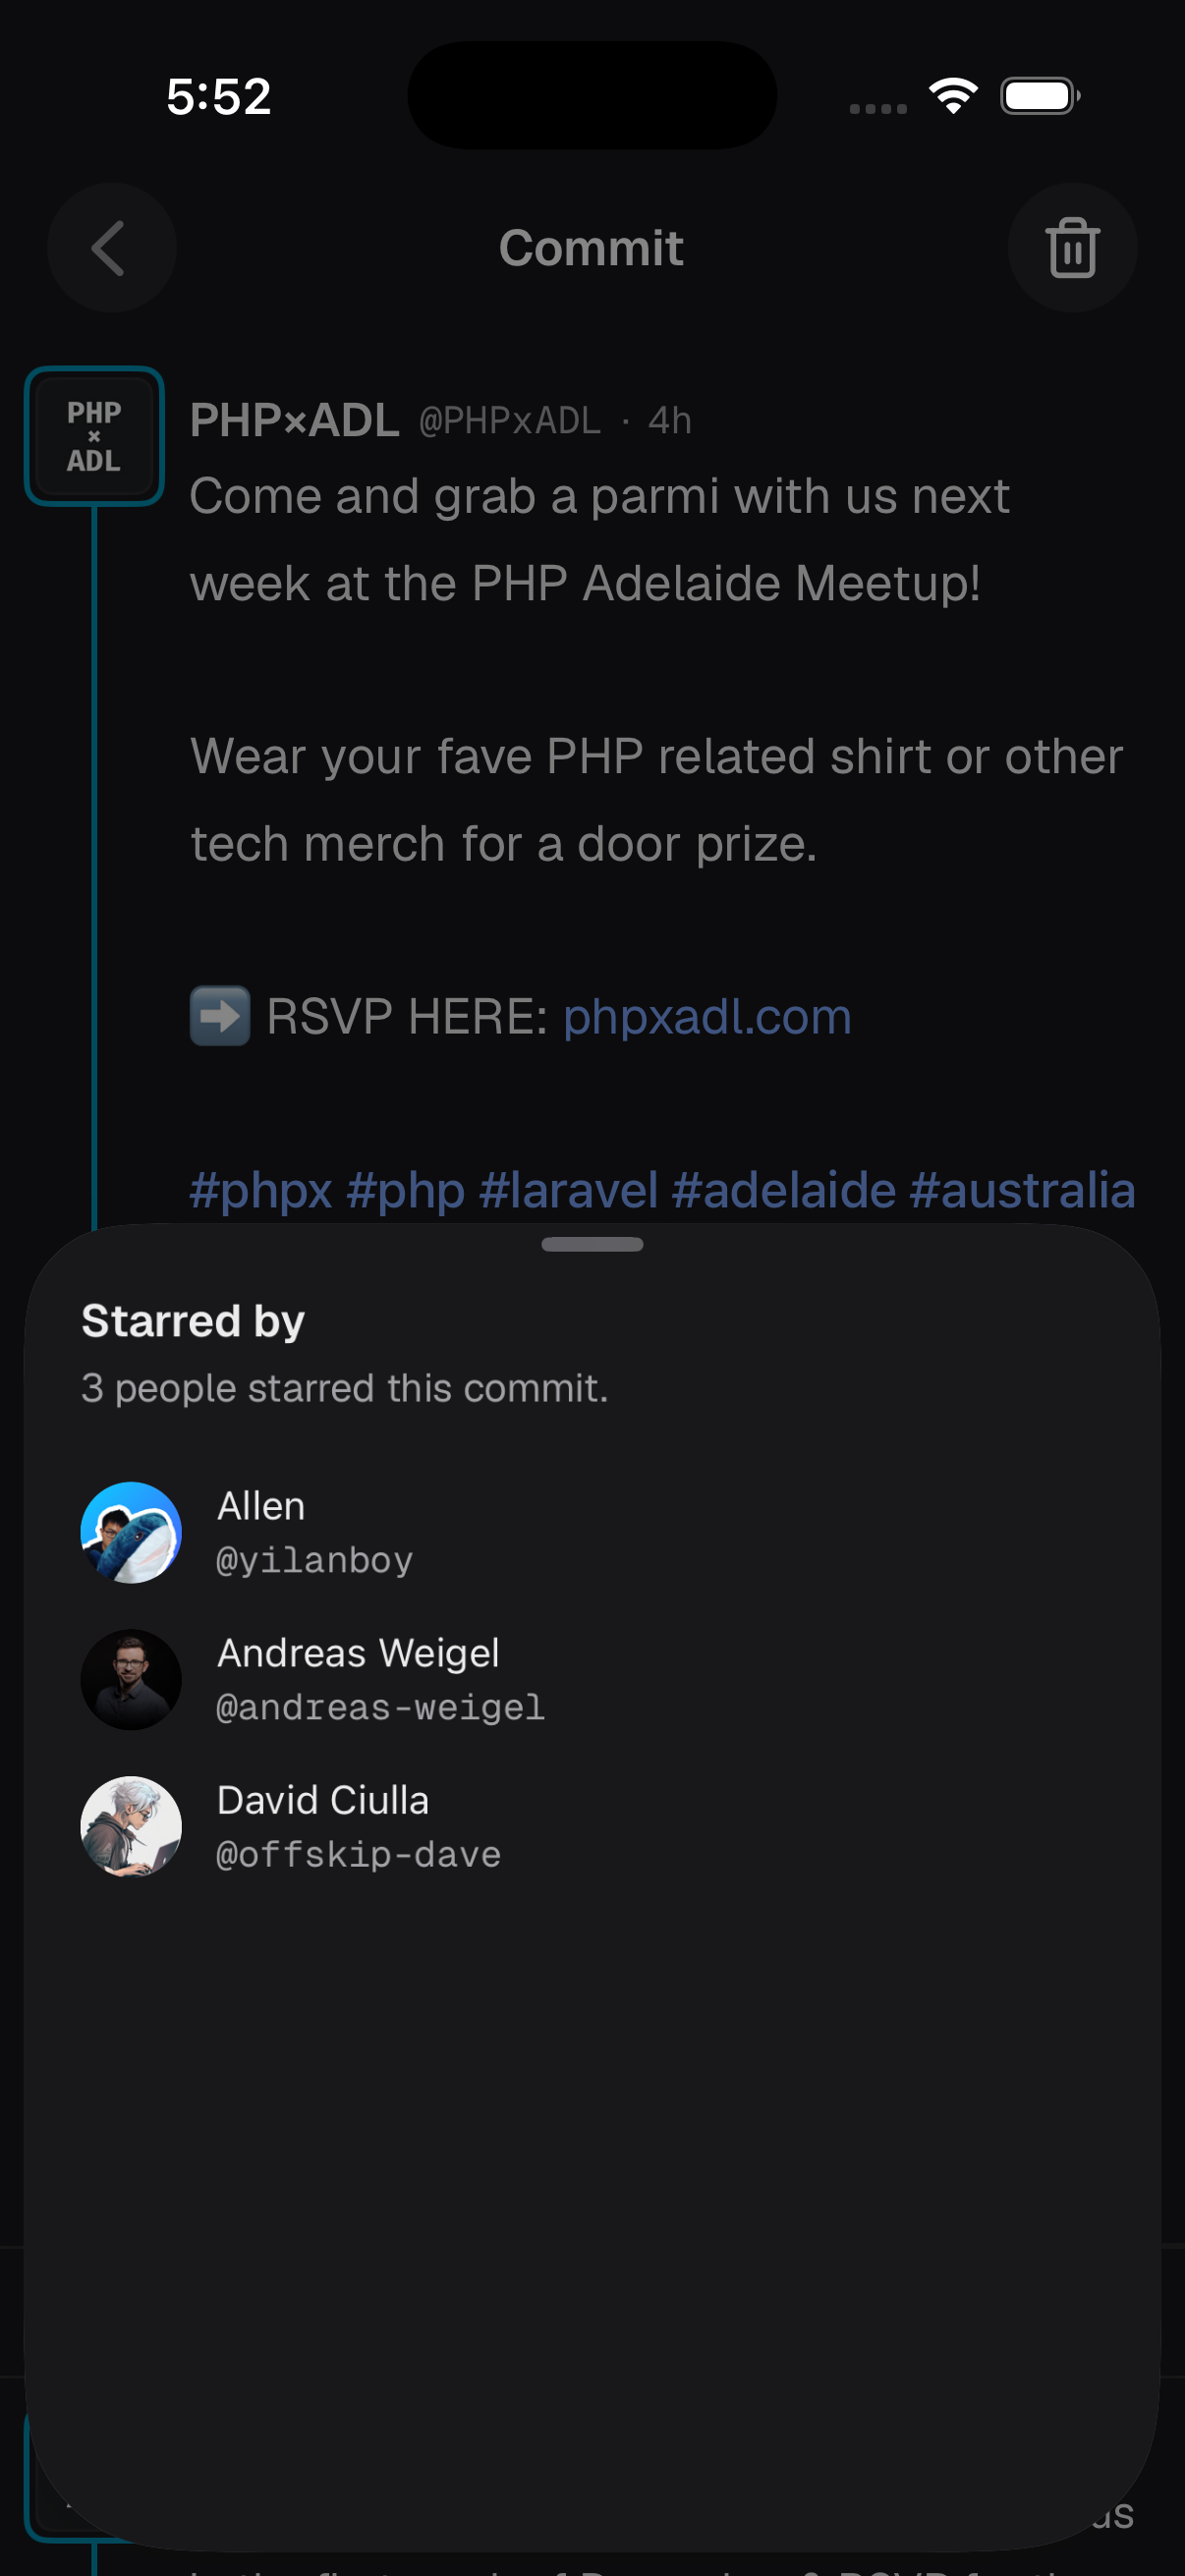 5:52
Commit
PHP
×
ADL
PHP×ADL @PHPxADL · 4h
Come and grab a parmi with us next
week at the PHP Adelaide Meetup!
Wear your fave PHP related shirt or other
tech merch for a door prize.
➡️ RSVP HERE: phpxadl.com
#phpx #php #laravel #adelaide #australia
Starred by
3 people starred this commit.
Allen
@yilanboy
Andreas Weigel
@andreas-weigel
David Ciulla
@offskip-dave